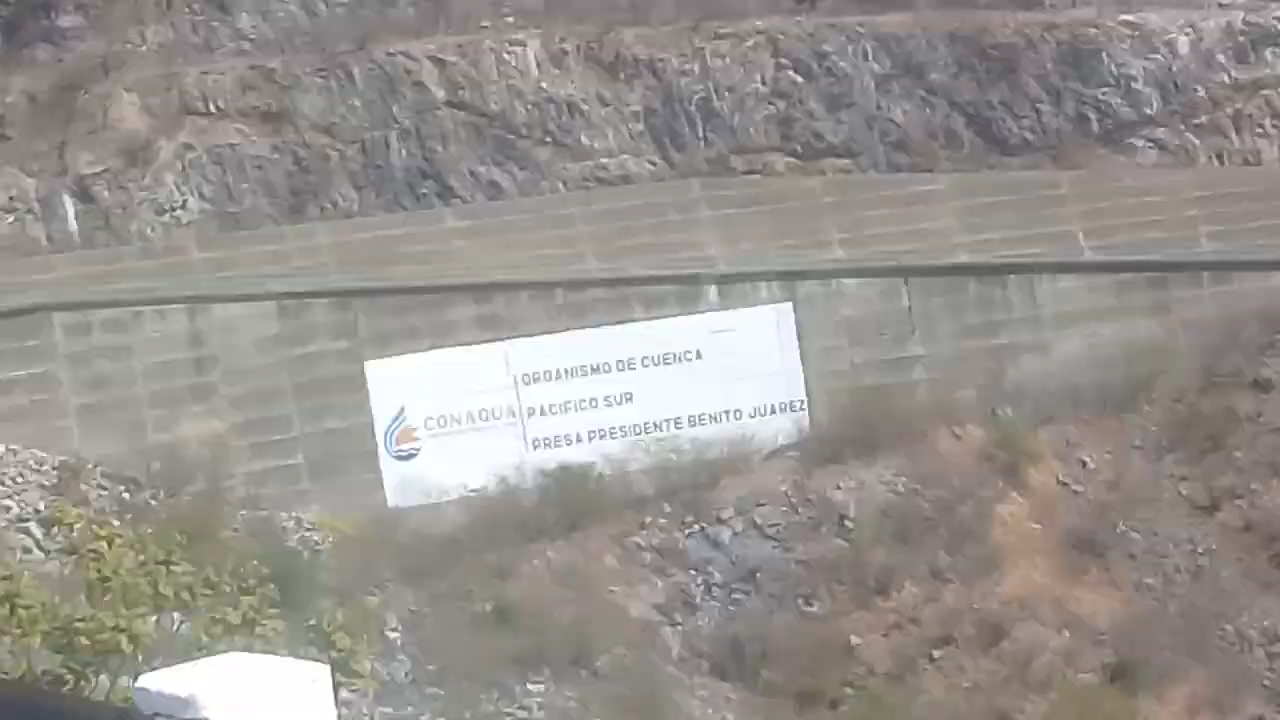 CONAGUA
ORGANISMO DE CUENCA
PACIFICO SUR
PRESA PRESIDENTE BENITO JUAREZ